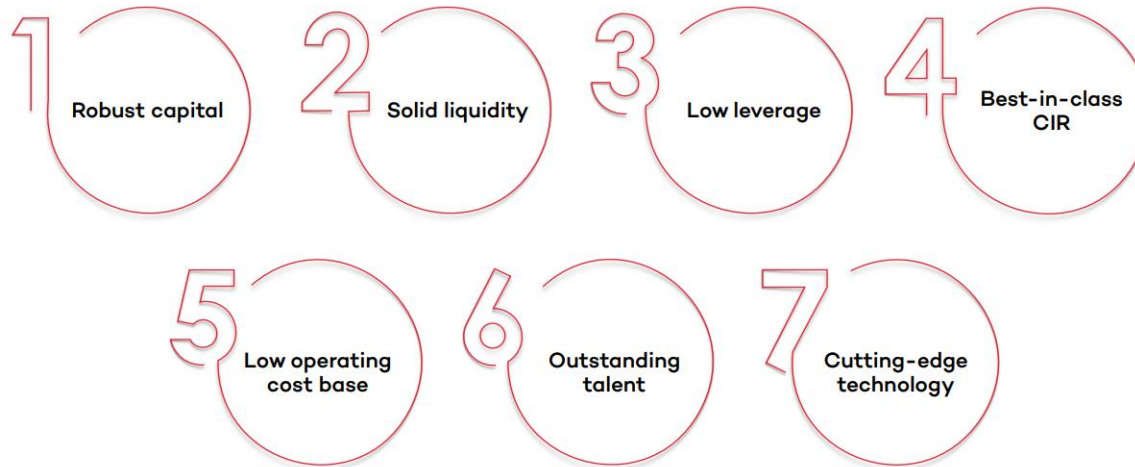 1
Robust capital
2
Solid liquidity
3
Low leverage
4
Best-in-class
CIR
5
Low operating
cost base
6
Outstanding
talent
7
Cutting-edge
technology